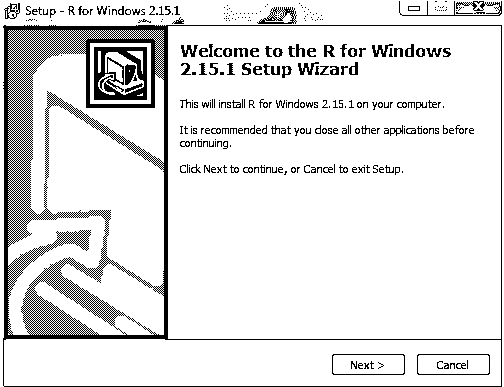 Setup - R for Windows 2.15.1
Welcome to the R for Windows
2.15.1 Setup Wizard
This will install R for Windows 2.15.1 on your computer.
It is recommended that you close all other applications before
continuing.
Click Next to continue, or Cancel to exit Setup.
Next >
Cancel